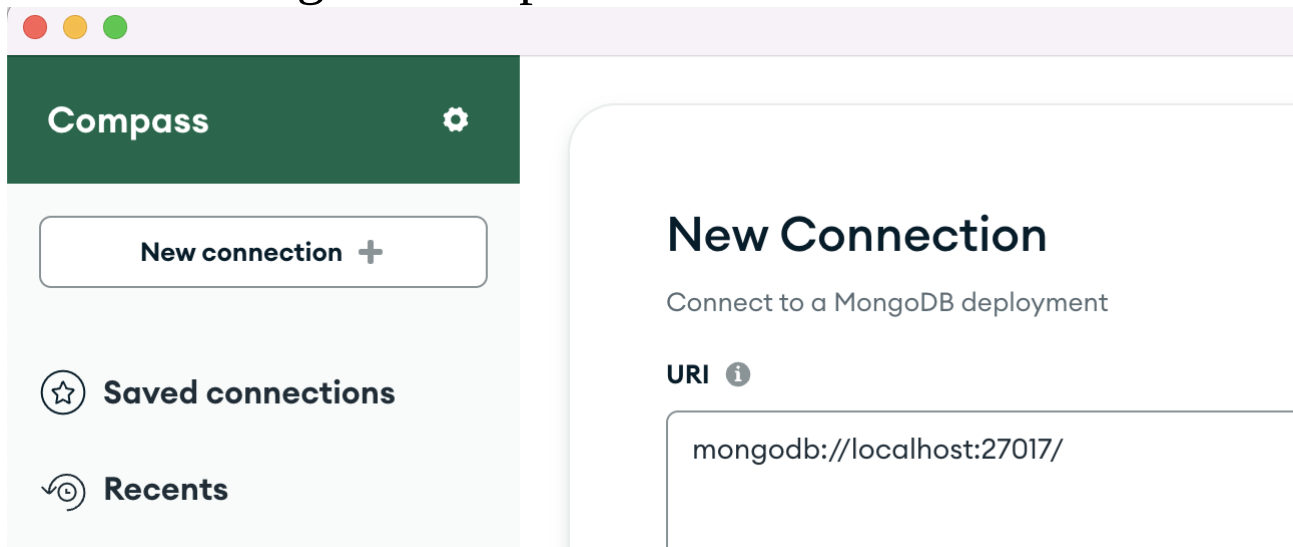 Compass
New connection
Saved connections
Recents
New Connection
Connect to a MongoDB deployment
URI
mongodb://localhost:27017/